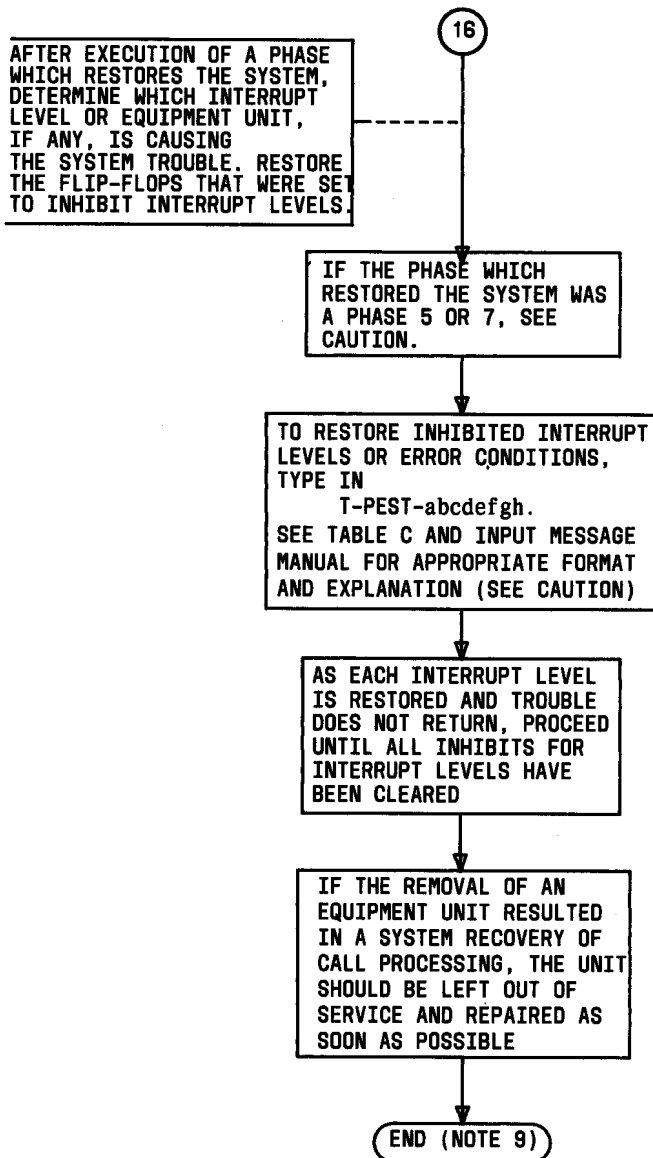 16
AFTER EXECUTION OF A PHASE
WHICH RESTORES THE SYSTEM,
DETERMINE WHICH INTERRUPT
LEVEL OR EQUIPMENT UNIT,
IF ANY, IS CAUSING
THE SYSTEM TROUBLE. RESTORE
THE FLIP-FLOPS THAT WERE SET
TO INHIBIT INTERRUPT LEVELS.
IF THE PHASE WHICH
RESTORED THE SYSTEM WAS
A PHASE 5 OR 7, SEE
CAUTION.
TO RESTORE INHIBITED INTERRUPT
LEVELS OR ERROR CONDITIONS,
TYPE IN
T-PEST-abcdefgh.
SEE TABLE C AND INPUT MESSAGE
MANUAL FOR APPROPRIATE FORMAT
AND EXPLANATION (SEE CAUTION)
AS EACH INTERRUPT LEVEL
IS RESTORED AND TROUBLE
DOES NOT RETURN, PROCEED
UNTIL ALL INHIBITS FOR
INTERRUPT LEVELS HAVE
BEEN CLEARED
IF THE REMOVAL OF AN
EQUIPMENT UNIT RESULTED
IN A SYSTEM RECOVERY OF
CALL PROCESSING, THE UNIT
SHOULD BE LEFT OUT OF
SERVICE AND REPAIRED AS
SOON AS POSSIBLE
END (NOTE 9)